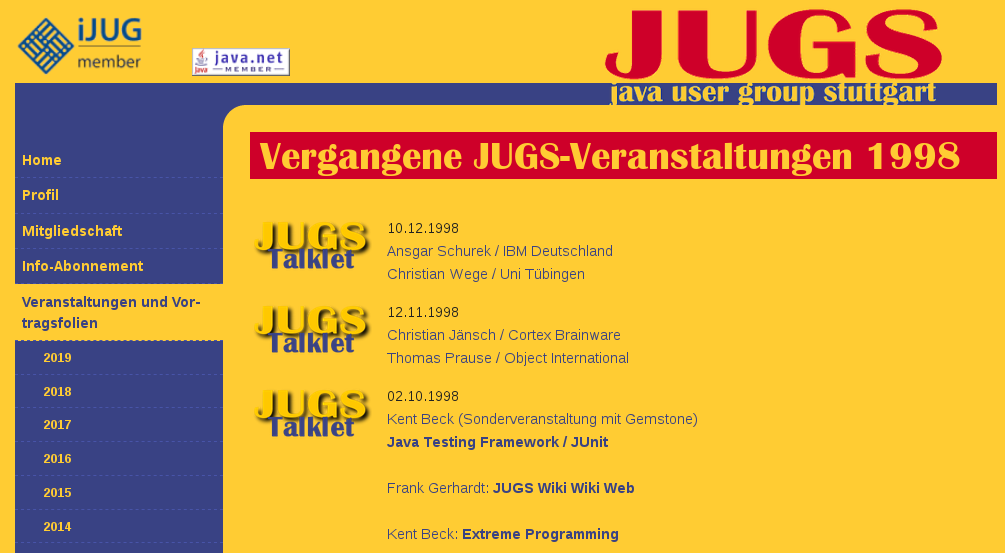 iJUG
member
Java
java.net
MEMBER
JUGS
java user group stuttgart
Home
Profil
Mitgliedschaft
Info-Abonnement
Veranstaltungen und Vor-
tragsfolien
2019
2018
2017
2016
2015
2014
Vergangene JUGS-Veranstaltungen 1998
JUGS
Talklet
10.12.1998
Ansgar Schurek / IBM Deutschland
Christian Wege / Uni Tübingen
JUGS
Talklet
12.11.1998
Christian Jänsch / Cortex Brainware
Thomas Prause / Object International
JUGS
Talklet
02.10.1998
Kent Beck (Sonderveranstaltung mit Gemstone)
Java Testing Framework / JUnit
Frank Gerhardt: JUGS Wiki Wiki Web
Kent Beck: Extreme Programming